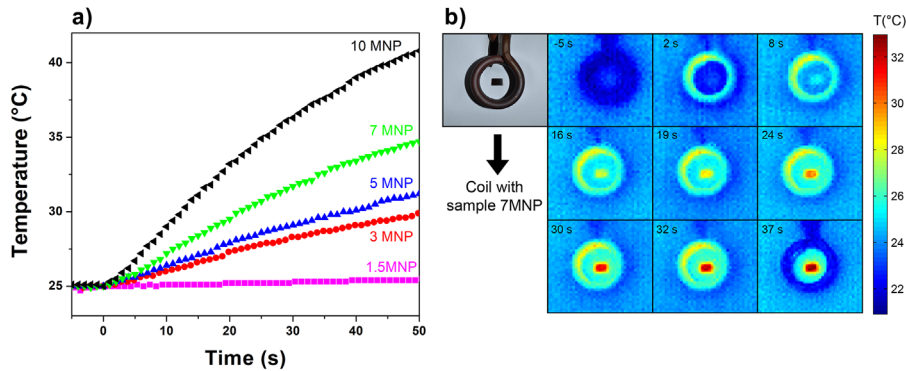 a)
10 MNP
7 MNP
5 MNP
3 MNP
1.5MNP
40
35
30
25
0
10
20
30
40
50
Temperature (°C)
Time (s)
b)
Coil with
sample 7MNP
-5 s
2 s
8 s
16 s
19 s
24 s
30 s
32 s
37 s
T(°C)
32
30
28
26
24
22